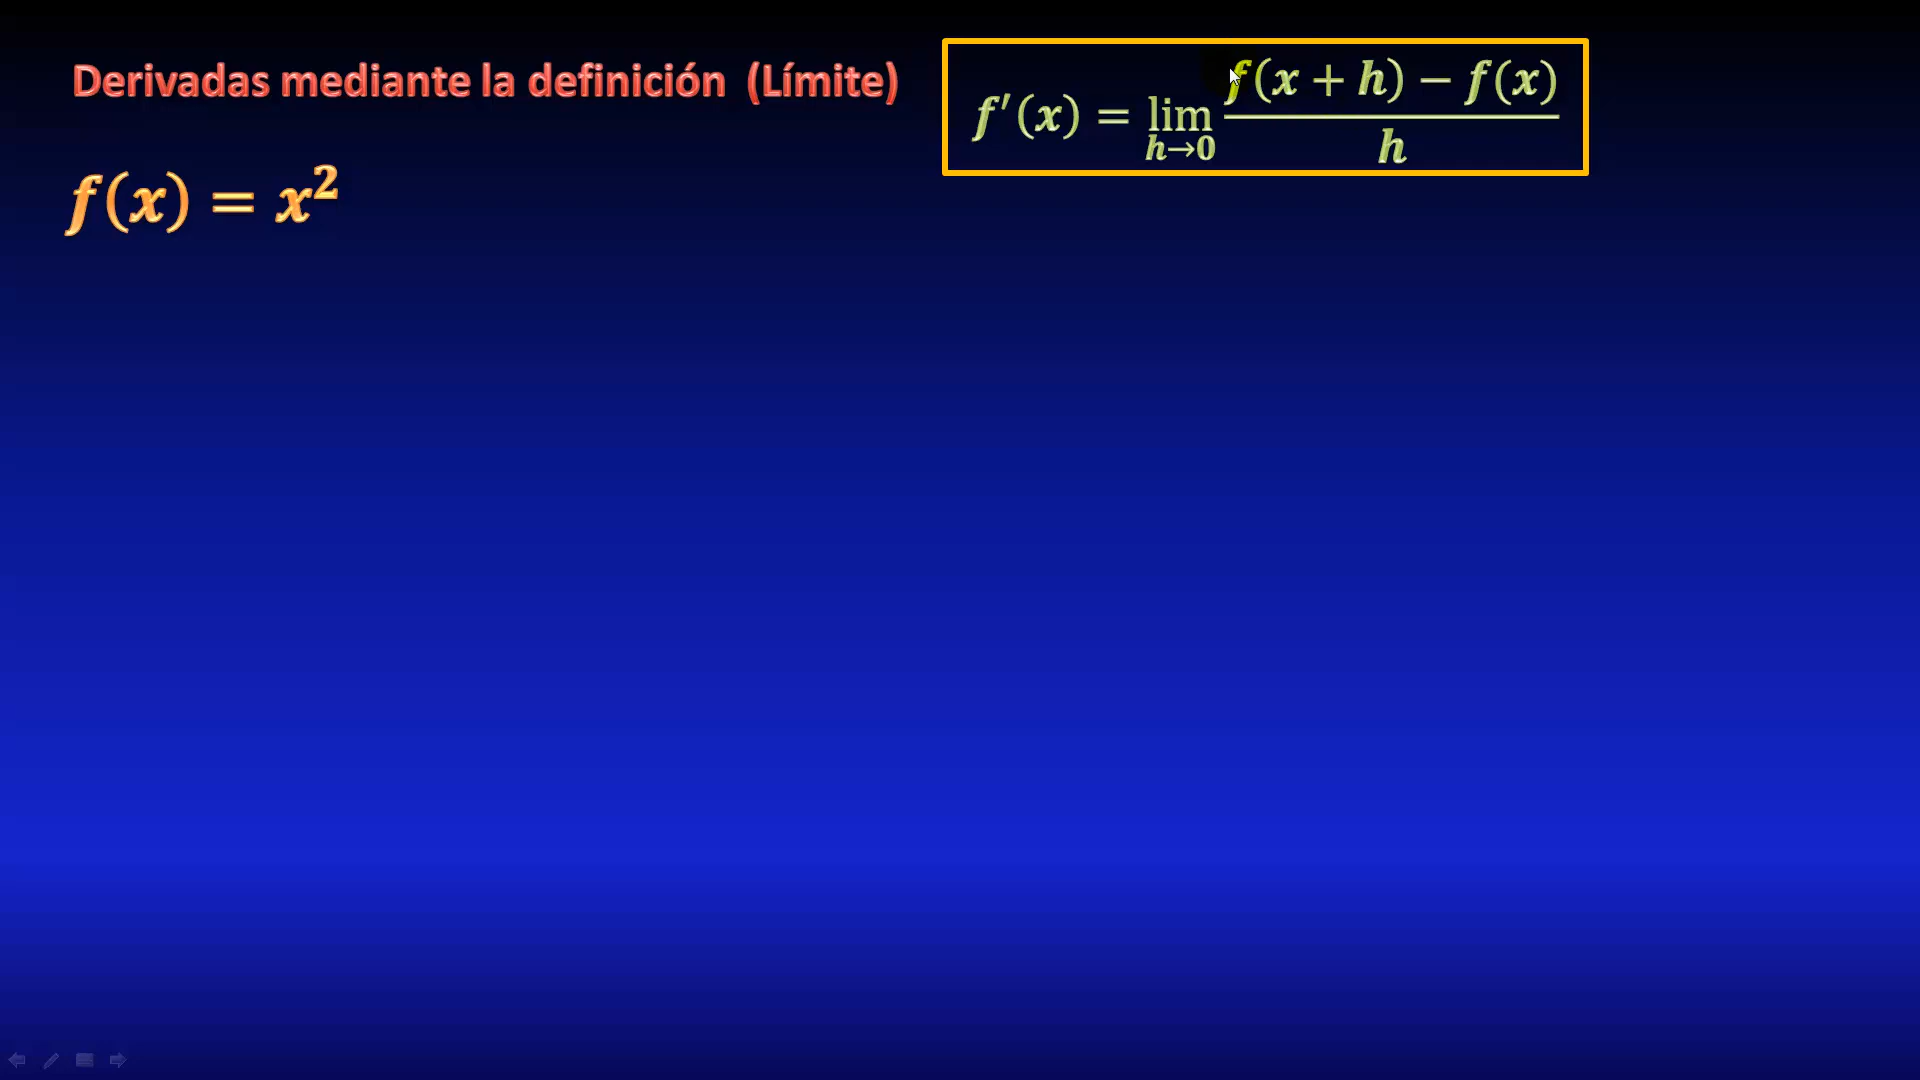 Derivadas mediante la definición (Límite)
f′(x) = lim h→0 f(x + h) − f(x) / h
f(x) = x²